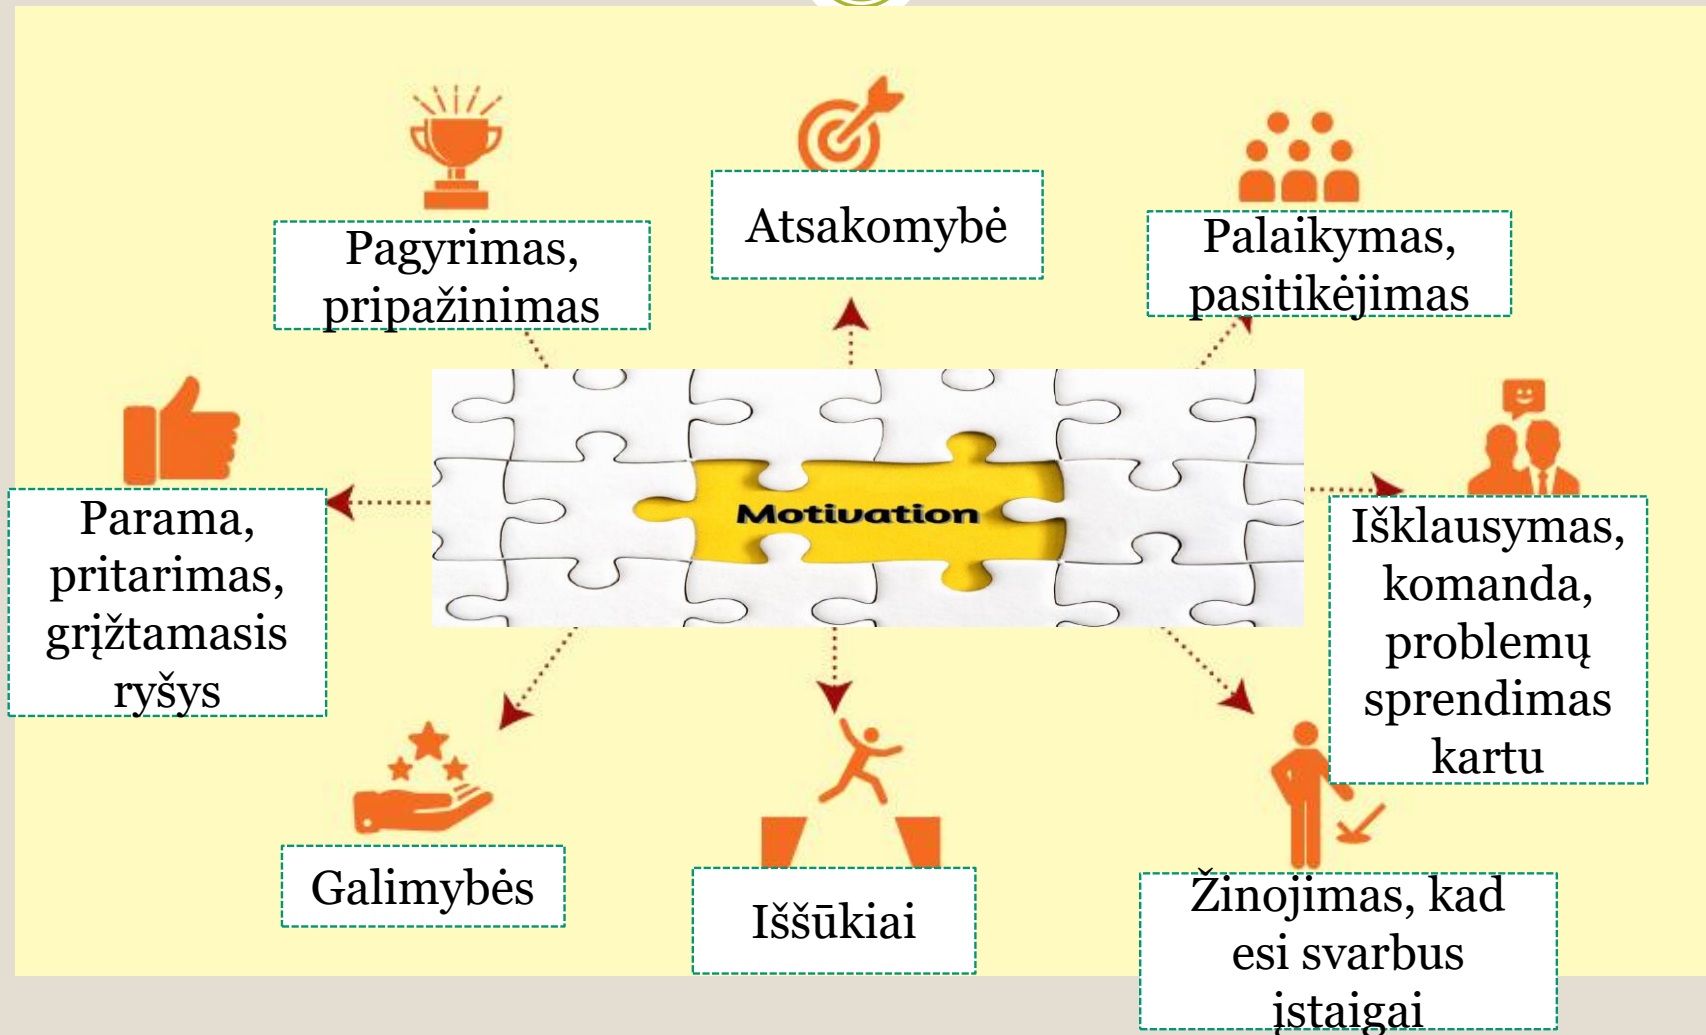 Pagyrimas,
pripažinimas
Atsakomybė
Palaikymas,
pasitikėjimas
Parama,
pritarimas,
grįžtamasis
ryšys
Motivation
Išklausymas,
komanda,
problemų
sprendimas
kartu
Galimybės
Iššūkiai
Žinojimas, kad
esi svarbus
įstaigai